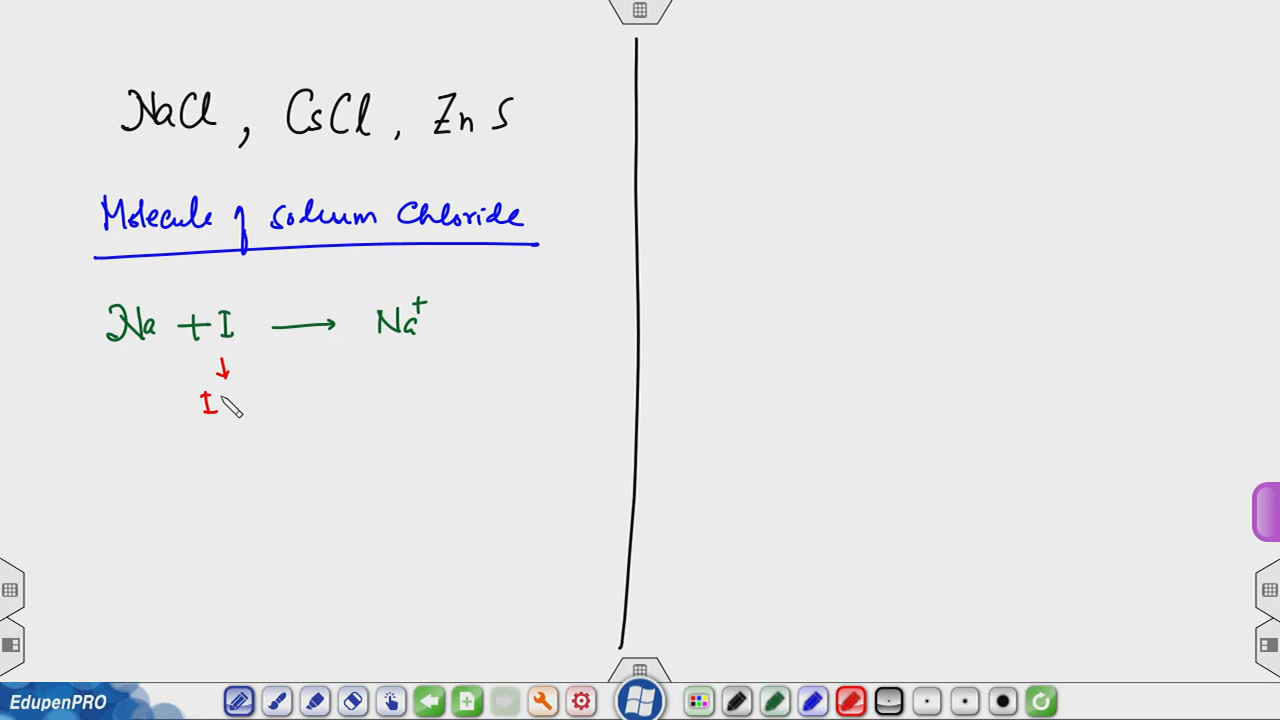 NaCl, CsCl, ZnS
Molecule of sodium Chloride
Na + I → Na⁺
↓
I
EdupenPRO